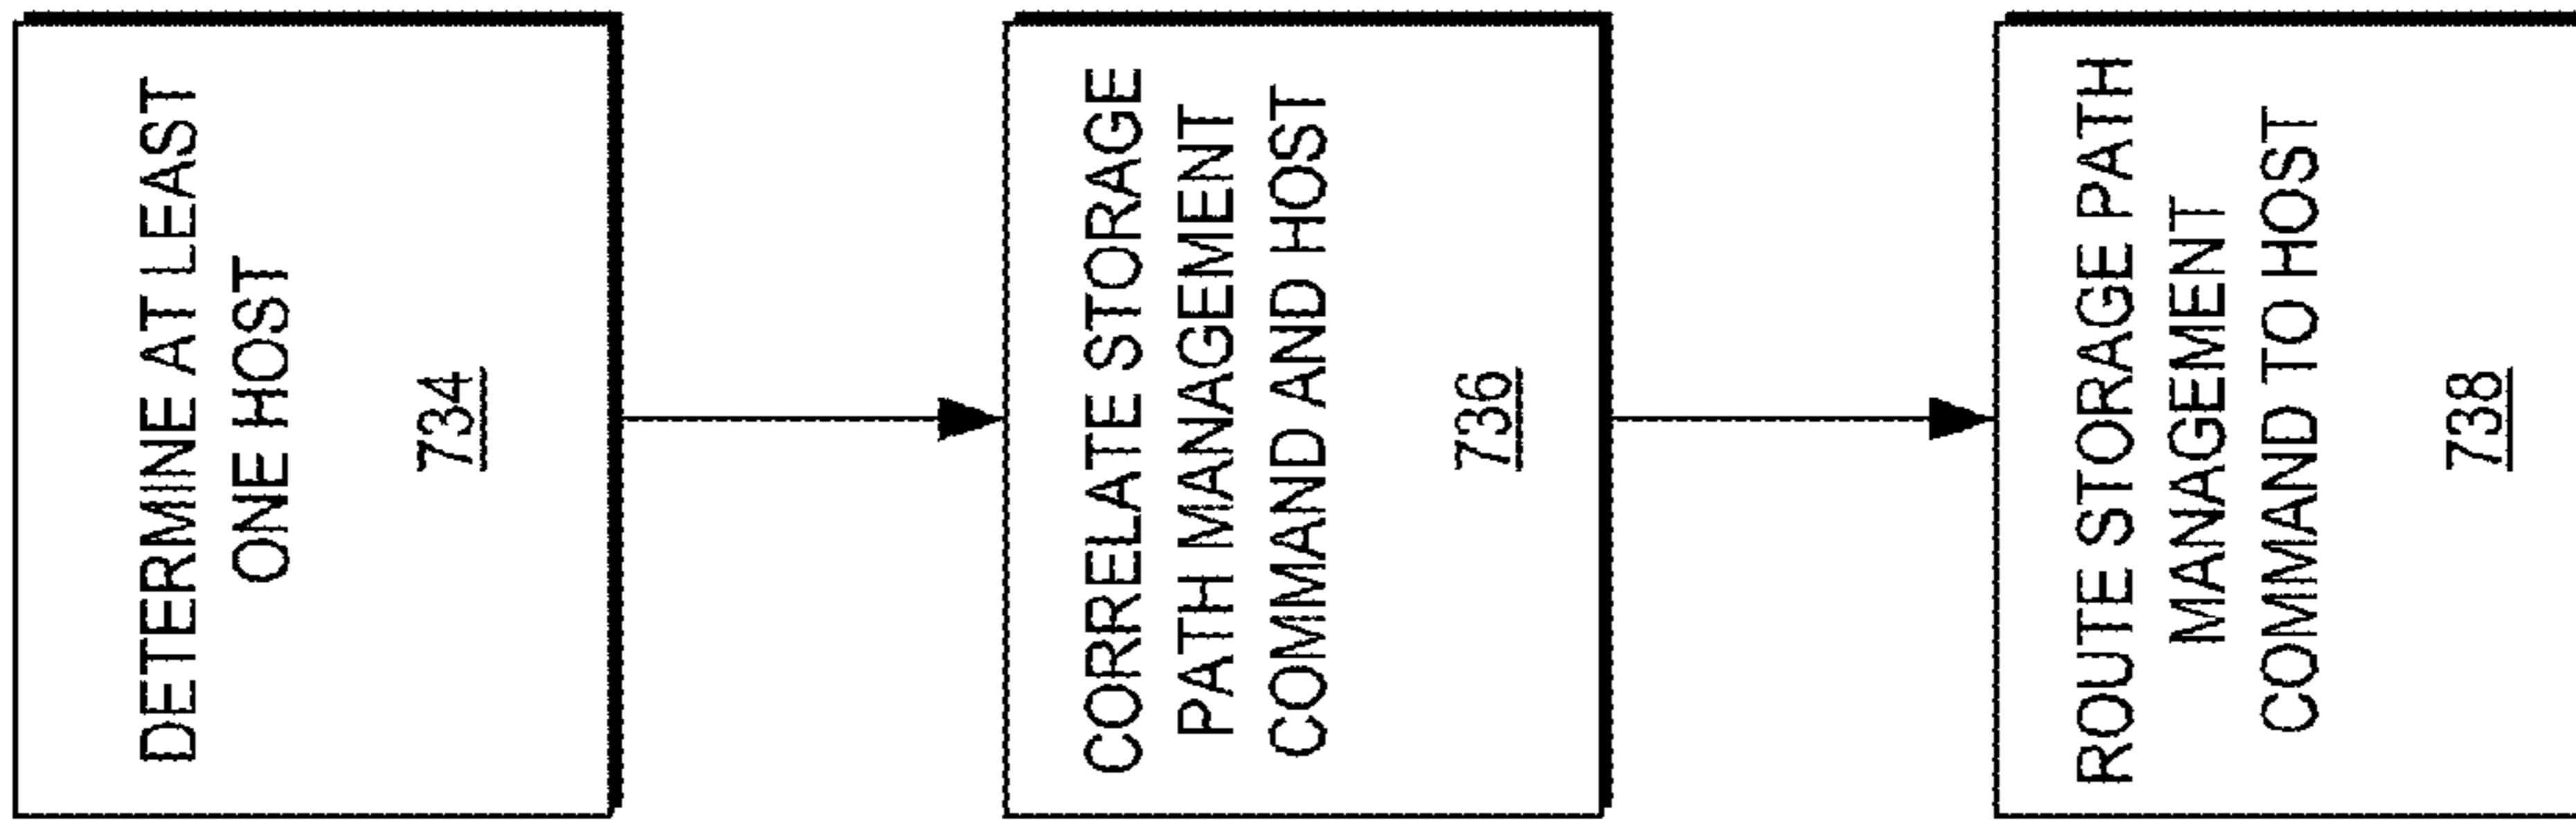 DETERMINE AT LEAST
ONE HOST
734
CORRELATE STORAGE
PATH MANAGEMENT
COMMAND AND HOST
736
ROUTE STORAGE PATH
MANAGEMENT
COMMAND TO HOST
738